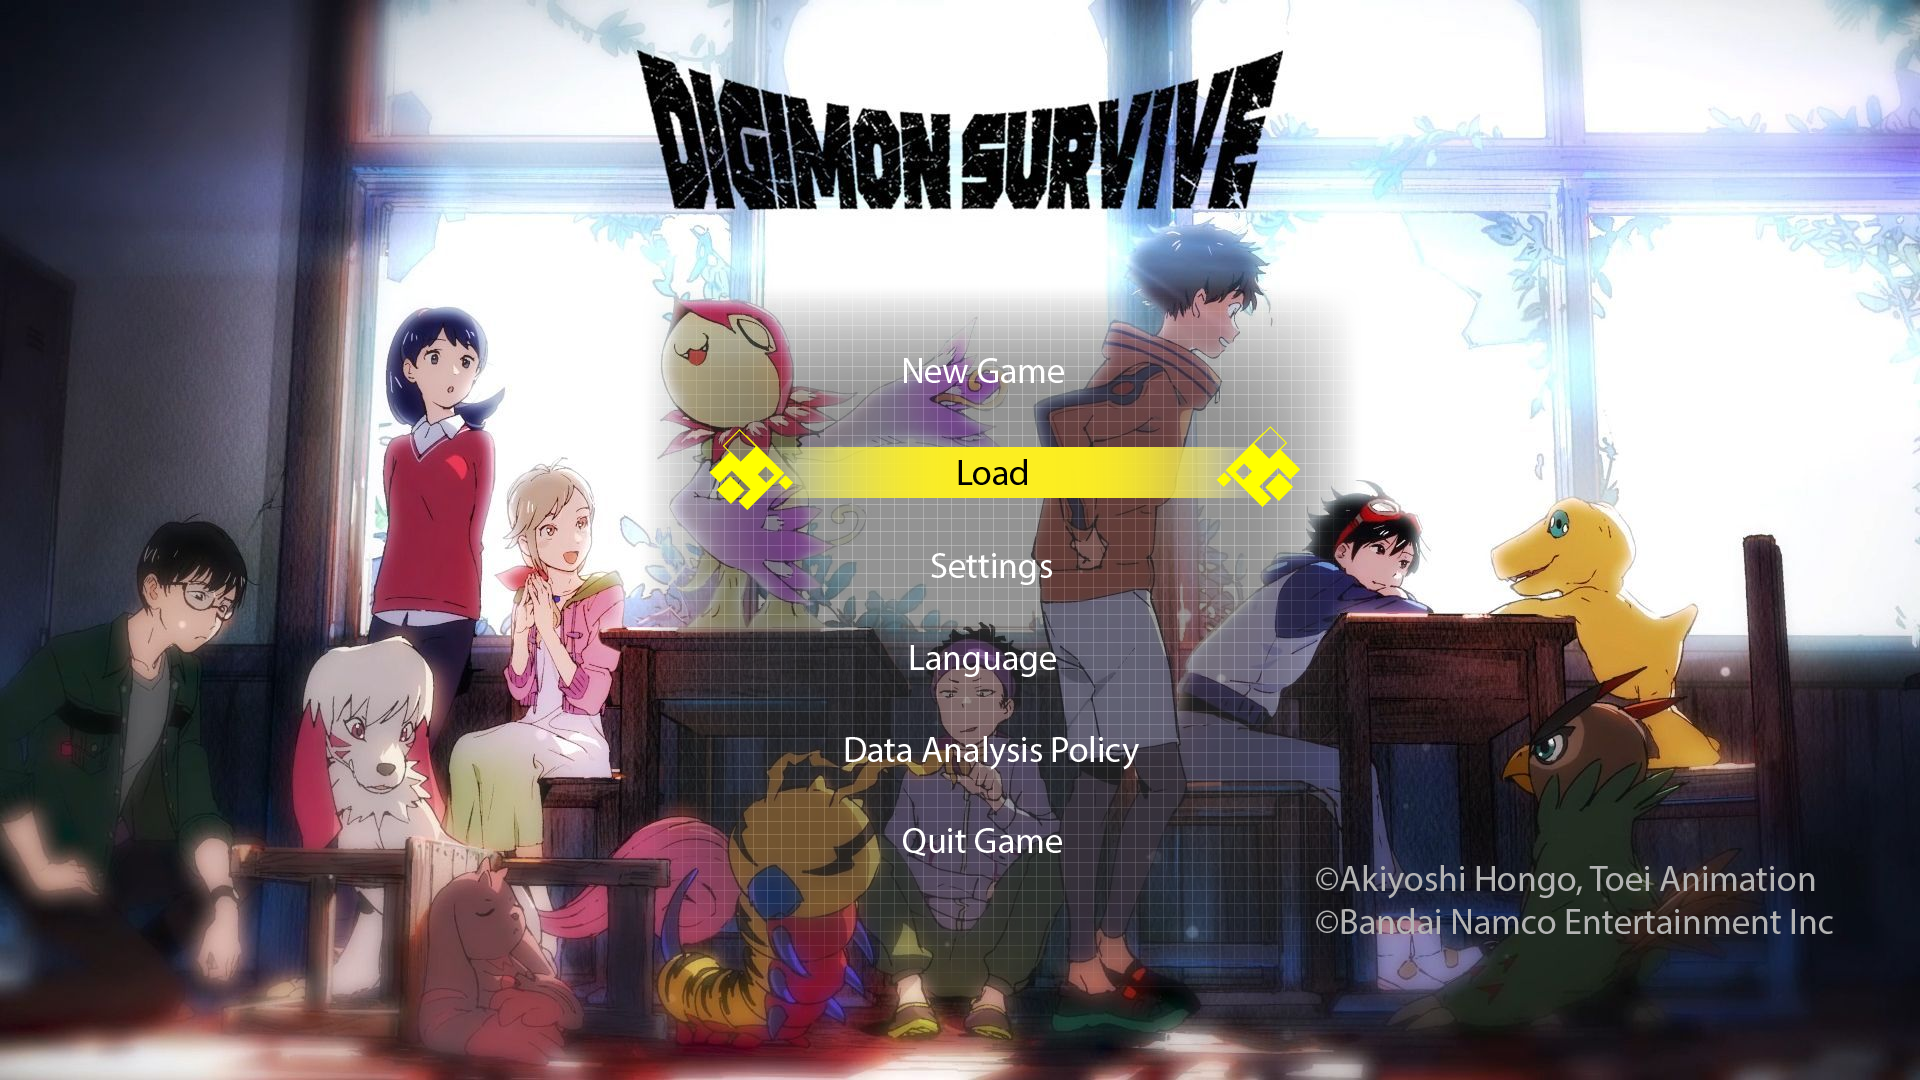 DIGIMON SURVIVE
New Game
Load
Settings
Language
Data Analysis Policy
Quit Game
©Akiyoshi Hongo, Toei Animation
©Bandai Namco Entertainment Inc